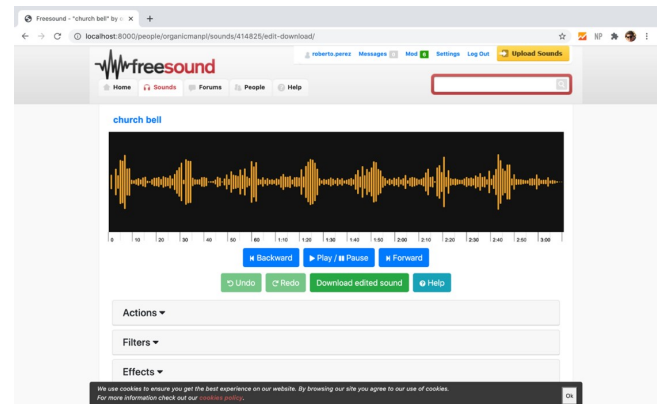 Freesound - "church bell" by o
localhost:8000/people/organicmanpl/sounds/414825/edit-download/
NP
roberto.perez Messages Mod 6 Settings Log Out Upload Sounds
freesound
Home Sounds Forums People Help
church bell
0 10 20 30 40 50 60 1:10 1:20 1:30 1:40 1:50 2:00 2:10 2:20 2:30 2:40 2:50 3:00
Backward Play / Pause Forward
Undo Redo Download edited sound Help
Actions
Filters
Effects
We use cookies to ensure you get the best experience on our website. By browsing our site you agree to our use of cookies.
For more information check out our cookies policy.
Ok